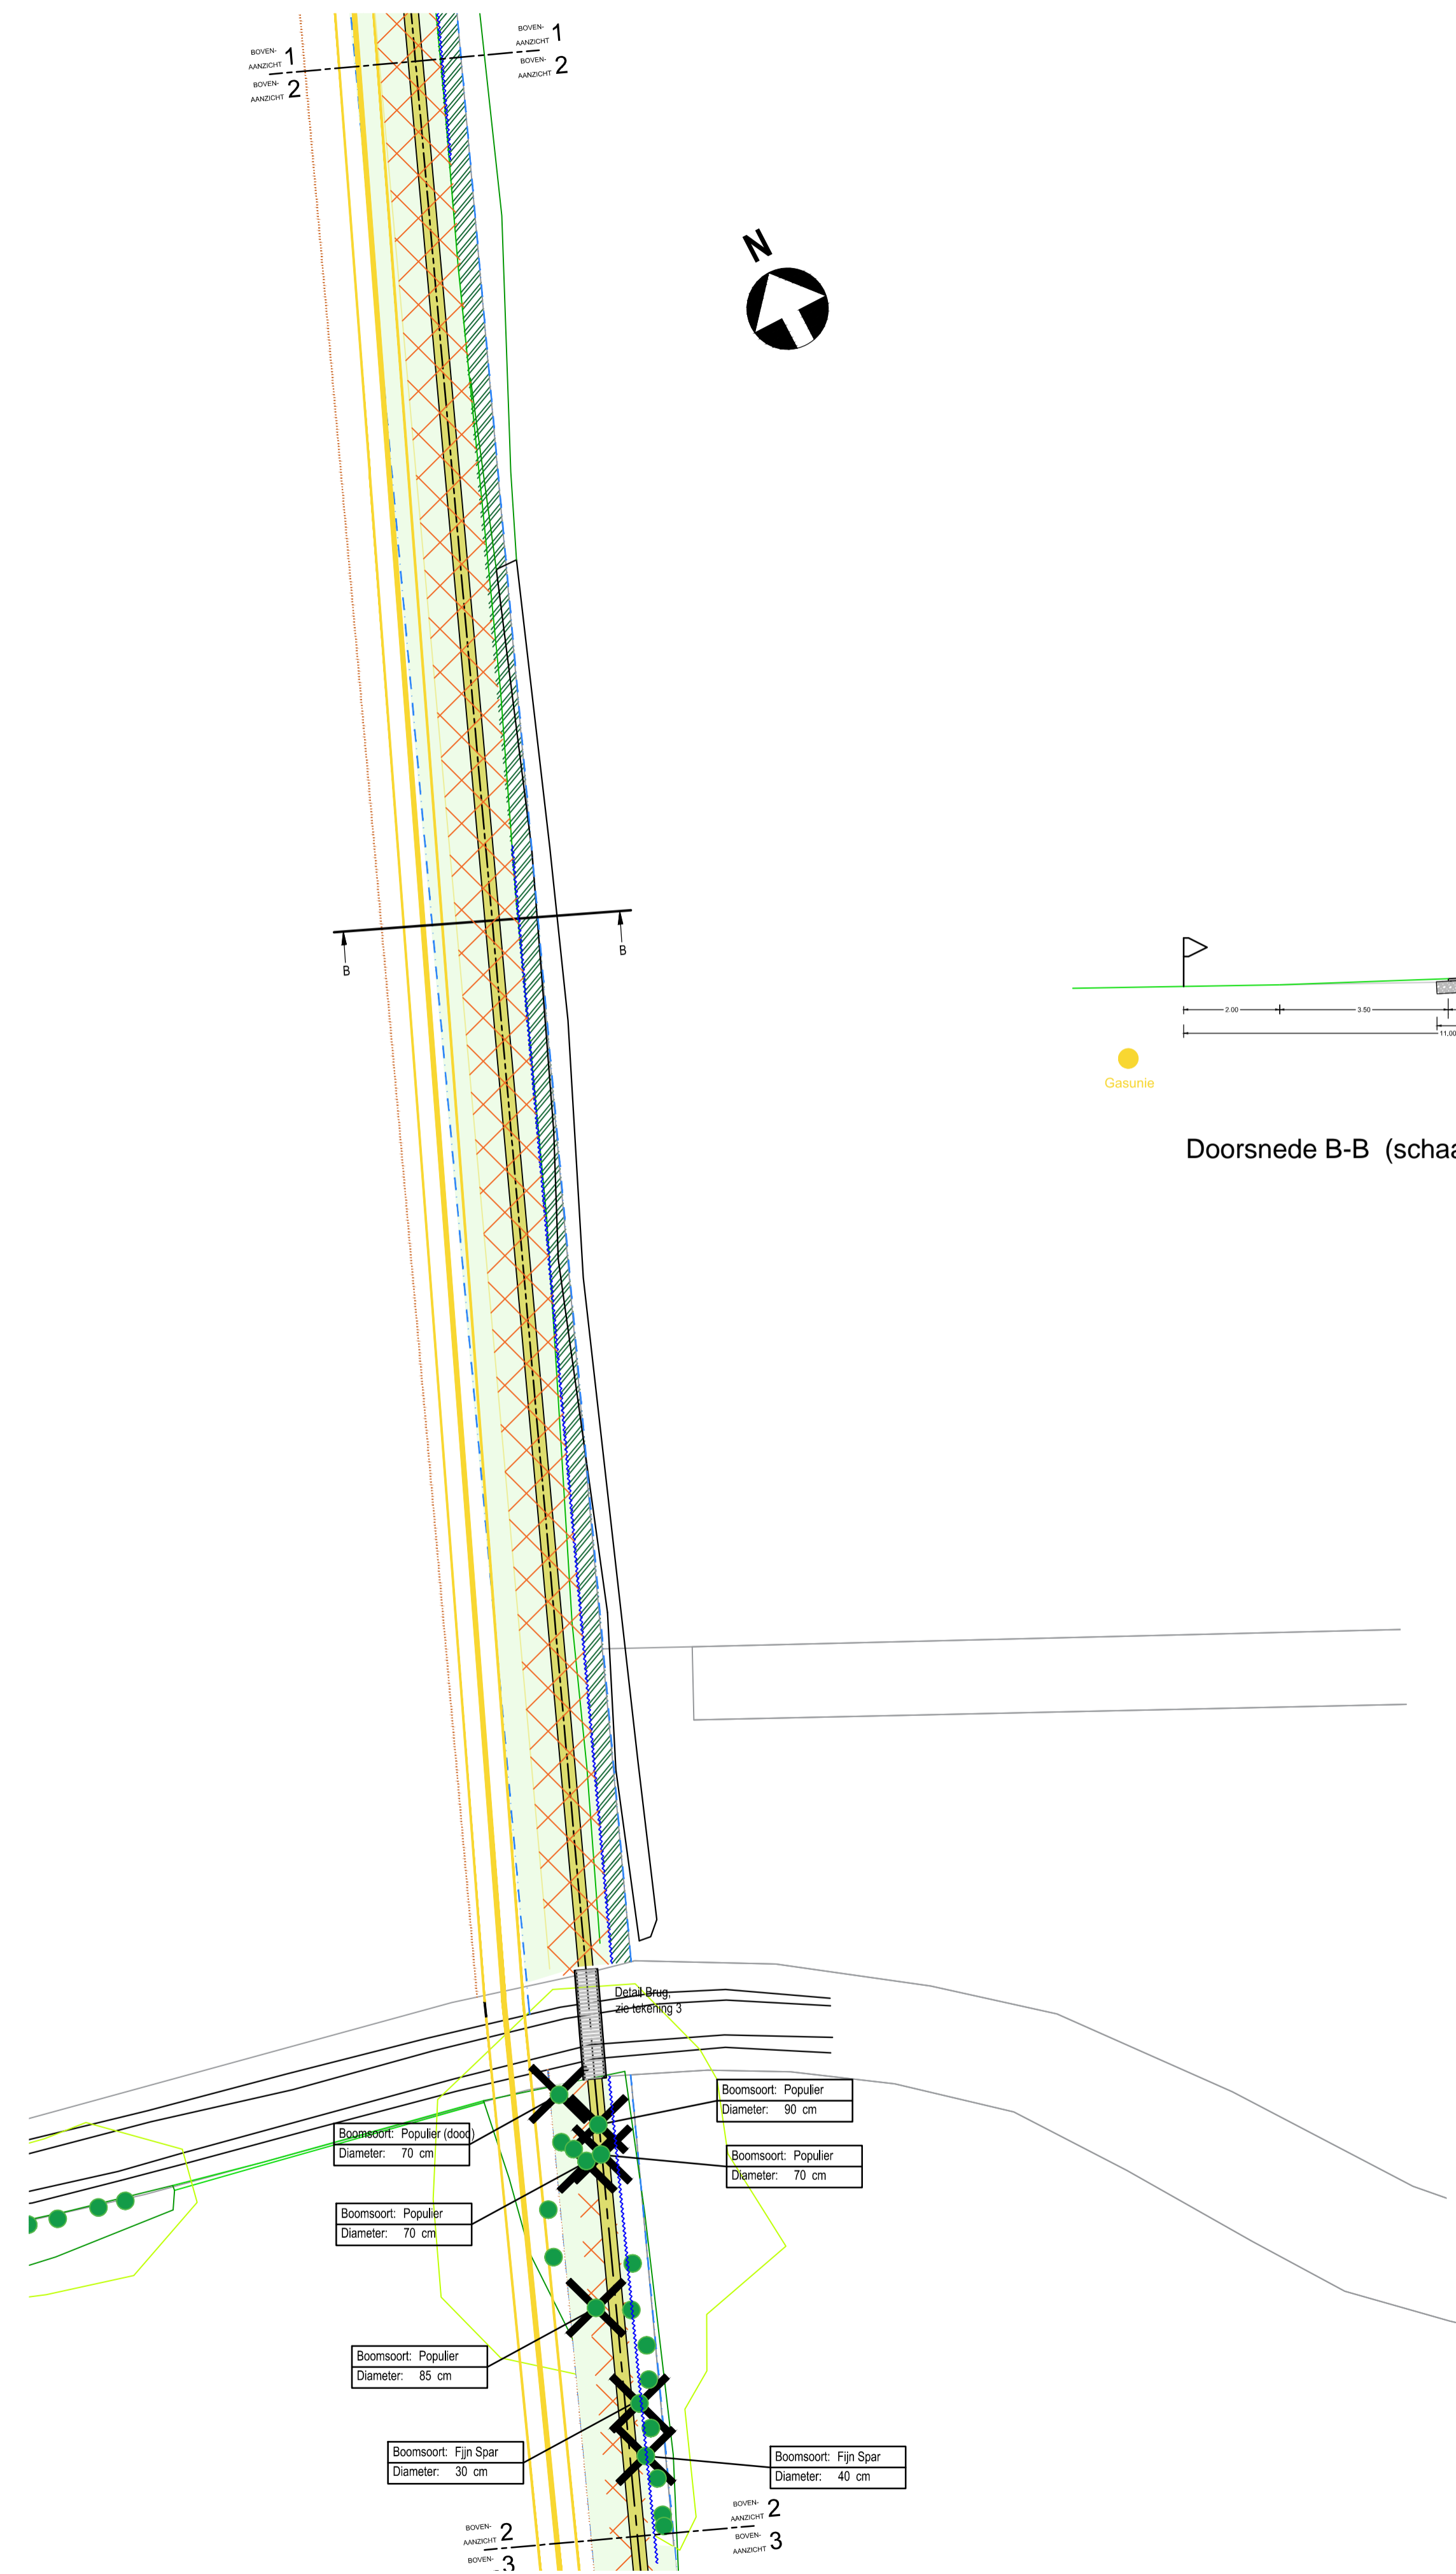 BOVEN-
AANZICHT 1
BOVEN-
AANZICHT 2
BOVEN-
AANZICHT 1
BOVEN-
AANZICHT 2
N
B
B
2.00
3.50
11.00
Gasunie
Doorsnede B-B (schaa
Detail Brug,
zie tekening 3
Boomsoort: Populier
Diameter: 90 cm
Boomsoort: Populier (dood)
Diameter: 70 cm
Boomsoort: Populier
Diameter: 70 cm
Boomsoort: Populier
Diameter: 70 cm
Boomsoort: Populier
Diameter: 85 cm
Boomsoort: Fijn Spar
Diameter: 30 cm
Boomsoort: Fijn Spar
Diameter: 40 cm
BOVEN-
AANZICHT 2
BOVEN-
3
BOVEN-
AANZICHT 2
BOVEN-
AANZICHT 3